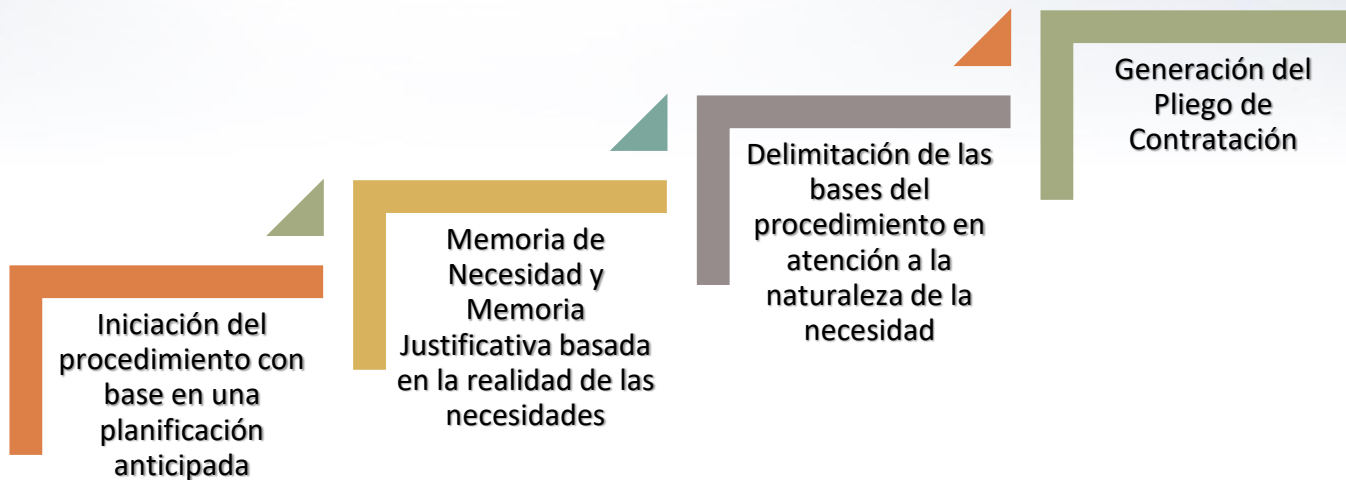 Iniciación del
procedimiento con
base en una
planificación
anticipada
Memoria de
Necesidad y
Memoria
Justificativa basada
en la realidad de las
necesidades
Delimitación de las
bases del
procedimiento en
atención a la
naturaleza de la
necesidad
Generación del
Pliego de
Contratación